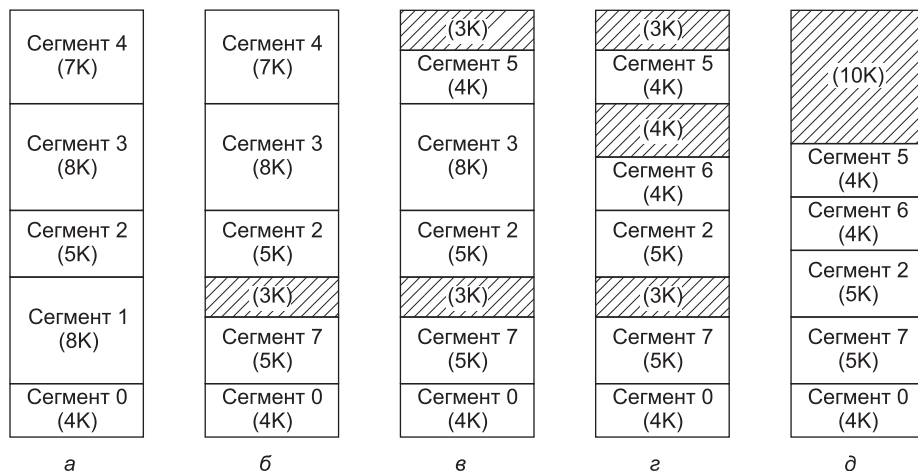 Сегмент 4
(7K)
Сегмент 3
(8K)
Сегмент 2
(5K)
Сегмент 1
(8K)
Сегмент 0
(4K)
а
Сегмент 4
(7K)
Сегмент 3
(8K)
Сегмент 2
(5K)
(3K)
Сегмент 7
(5K)
Сегмент 0
(4K)
б
(3K)
Сегмент 5
(4K)
Сегмент 3
(8K)
Сегмент 2
(5K)
(3K)
Сегмент 7
(5K)
Сегмент 0
(4K)
в
(3K)
Сегмент 5
(4K)
(4K)
Сегмент 6
(4K)
Сегмент 2
(5K)
(3K)
Сегмент 7
(5K)
Сегмент 0
(4K)
г
(10K)
Сегмент 5
(4K)
Сегмент 6
(4K)
Сегмент 2
(5K)
Сегмент 7
(5K)
Сегмент 0
(4K)
д